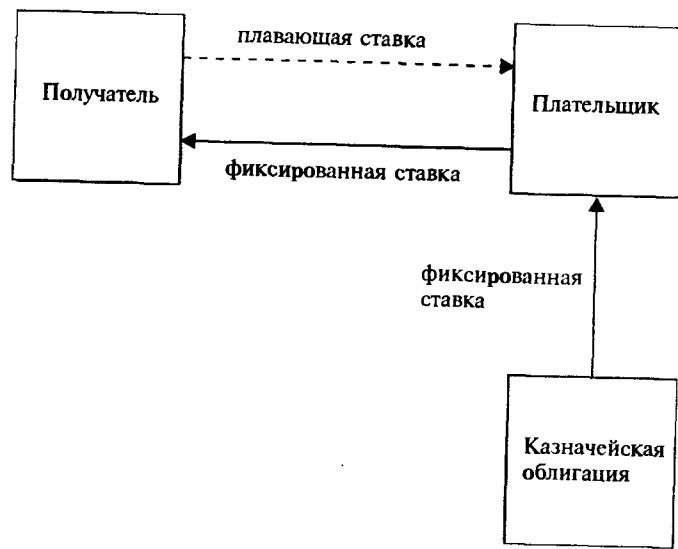 плавающая ставка
Получатель
Плательщик
фиксированная ставка
фиксированная
ставка
Казначейская
облигация